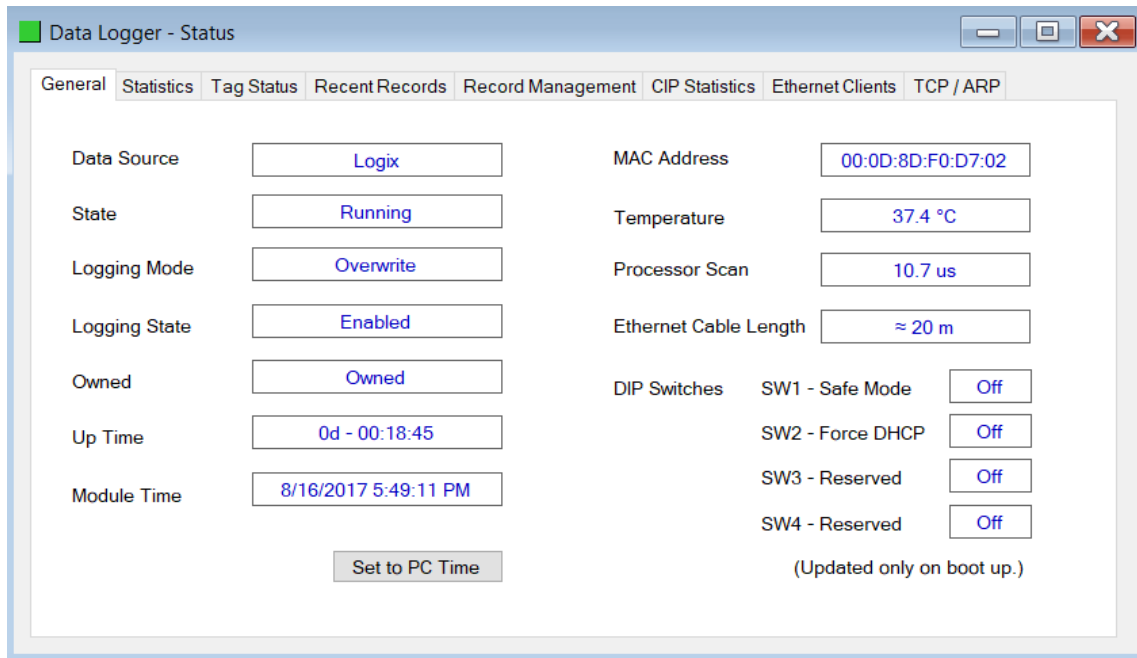 Data Logger - Status
General Statistics Tag Status Recent Records Record Management CIP Statistics Ethernet Clients TCP / ARP
Data Source Logix
State Running
Logging Mode Overwrite
Logging State Enabled
Owned Owned
Up Time 0d - 00:18:45
Module Time 8/16/2017 5:49:11 PM
Set to PC Time
MAC Address 00:0D:8D:F0:D7:02
Temperature 37.4 °C
Processor Scan 10.7 us
Ethernet Cable Length ≈ 20 m
DIP Switches SW1 - Safe Mode Off
SW2 - Force DHCP Off
SW3 - Reserved Off
SW4 - Reserved Off
(Updated only on boot up.)